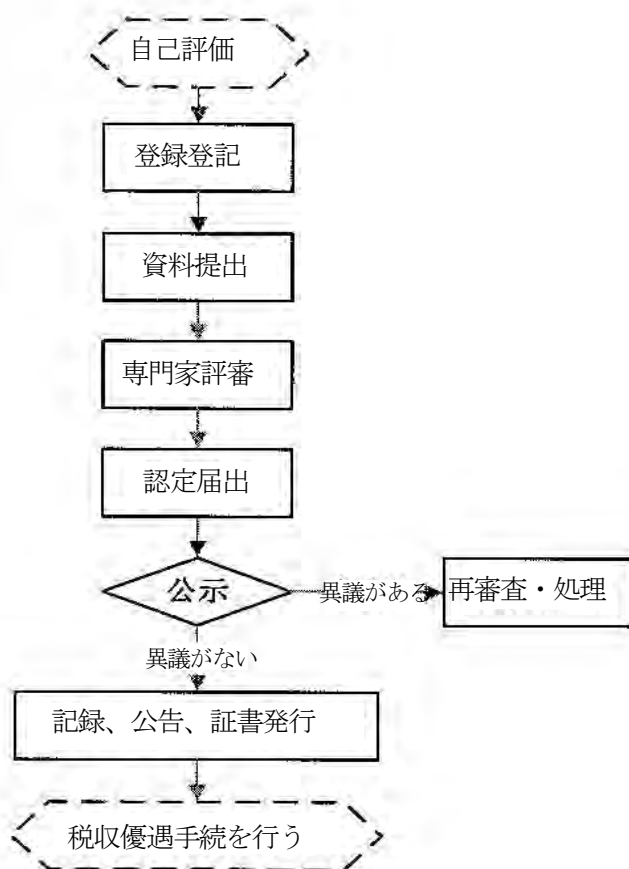 自己評価
登録登記
資料提出
専門家評審
認定届出
公示
異議がある
再審査・処理
異議がない
記録、公告、証書発行
税収優遇手続を行う